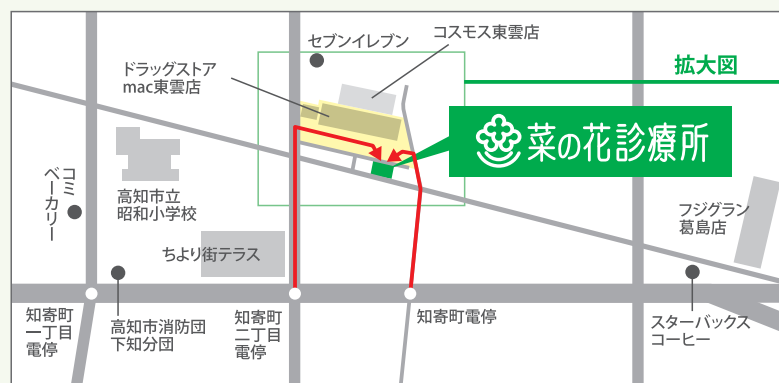 コスモス東雲店
セブンイレブン
拡大図
ドラッグストア
mac東雲店
菜の花診療所
コミ
ベーカリー
高知市立
昭和小学校
フジグラン
葛島店
ちより街テラス
知寄町
一丁目
電停
高知市消防団
下知分団
知寄町
二丁目
電停
知寄町電停
スターバックス
コーヒー